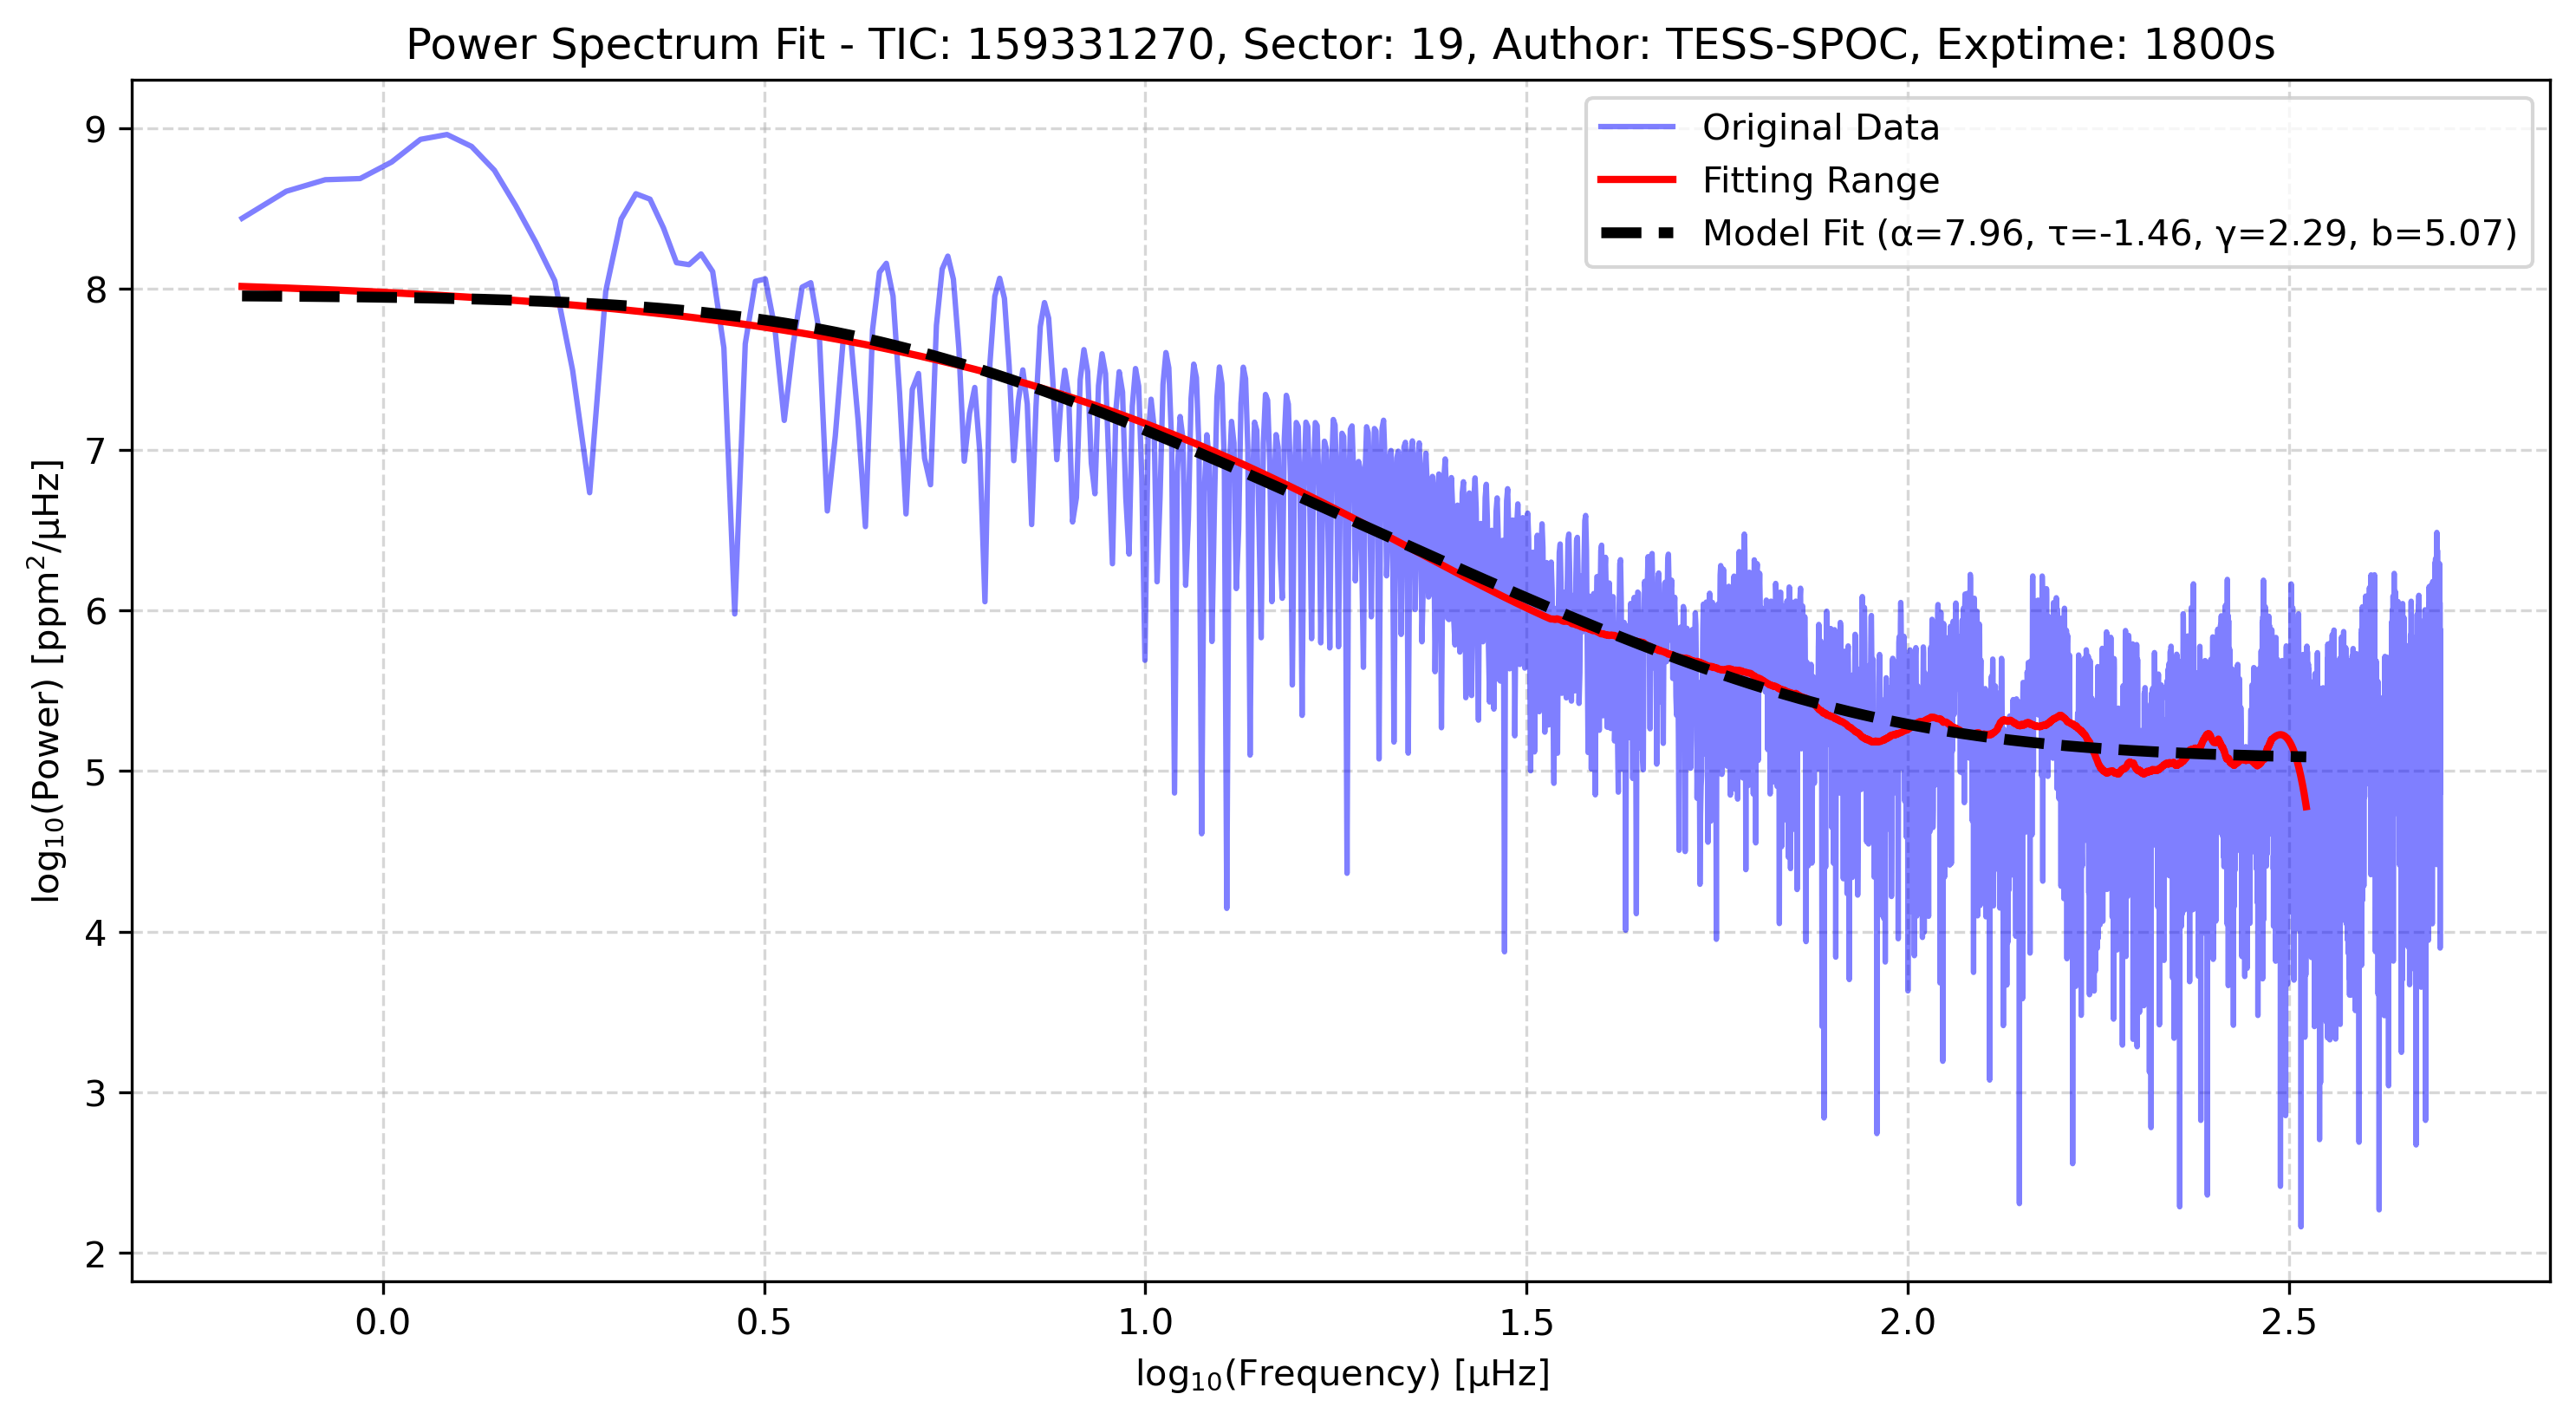 Power Spectrum Fit - TIC: 159331270, Sector: 19, Author: TESS-SPOC, Exptime: 1800s
Original Data
Fitting Range
Model Fit (α=7.96, τ=-1.46, γ=2.29, b=5.07)
log₁₀(Power) [ppm²/μHz]
9
8
7
6
5
4
3
2
0.0 0.5 1.0 1.5 2.0 2.5
log₁₀(Frequency) [μHz]